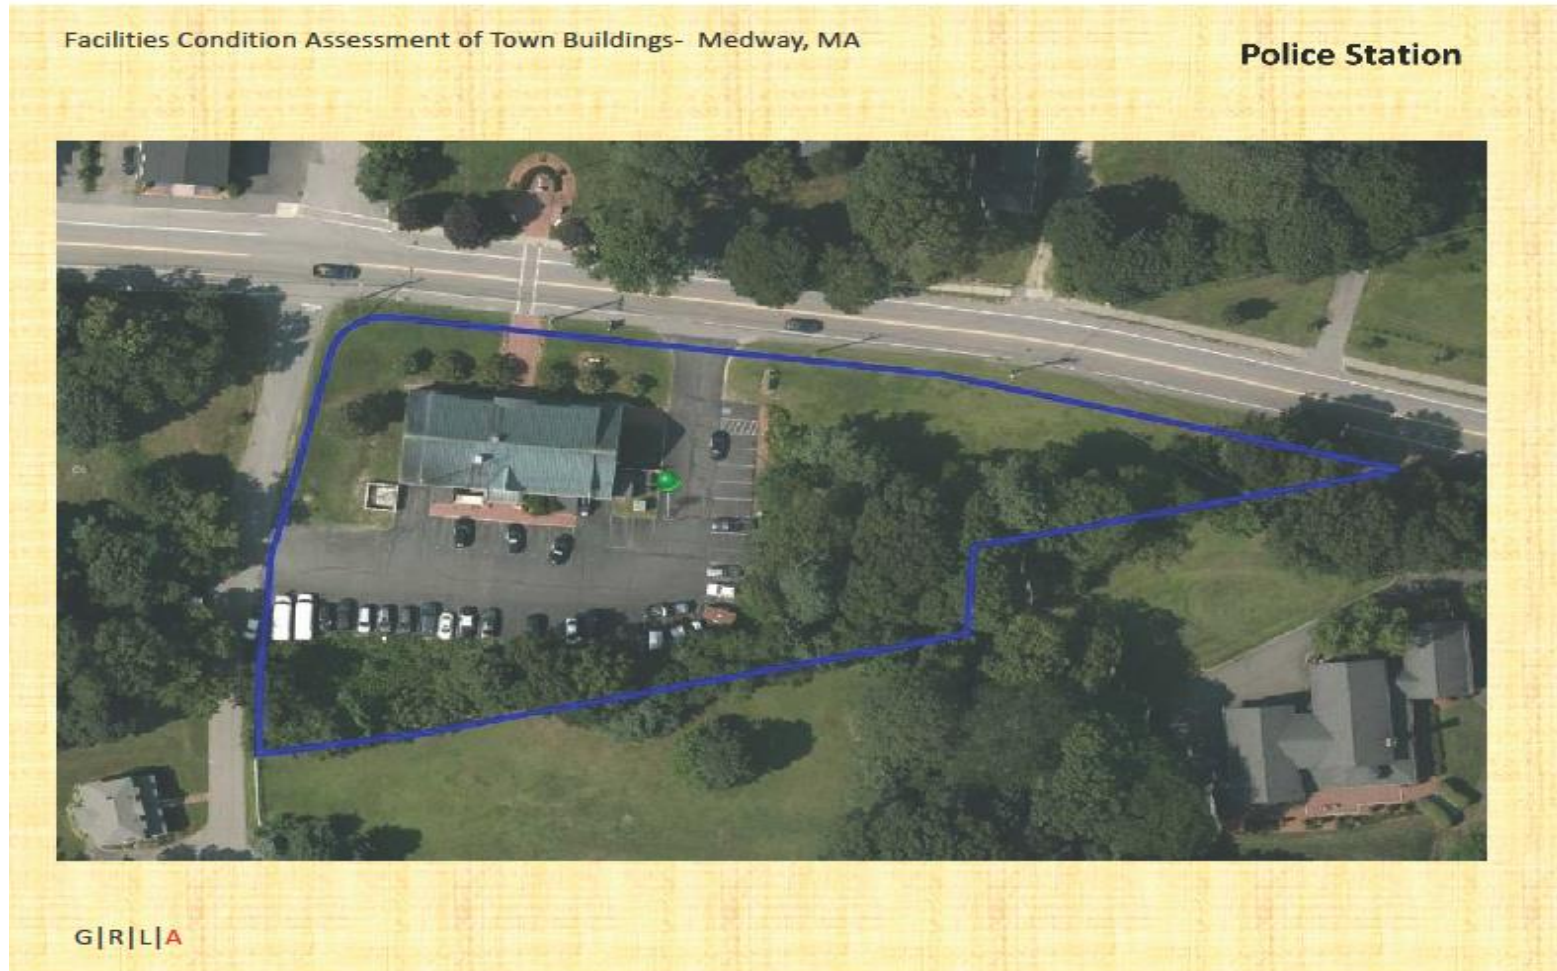 Facilities Condition Assessment of Town Buildings- Medway, MA
Police Station
G|R|L|A